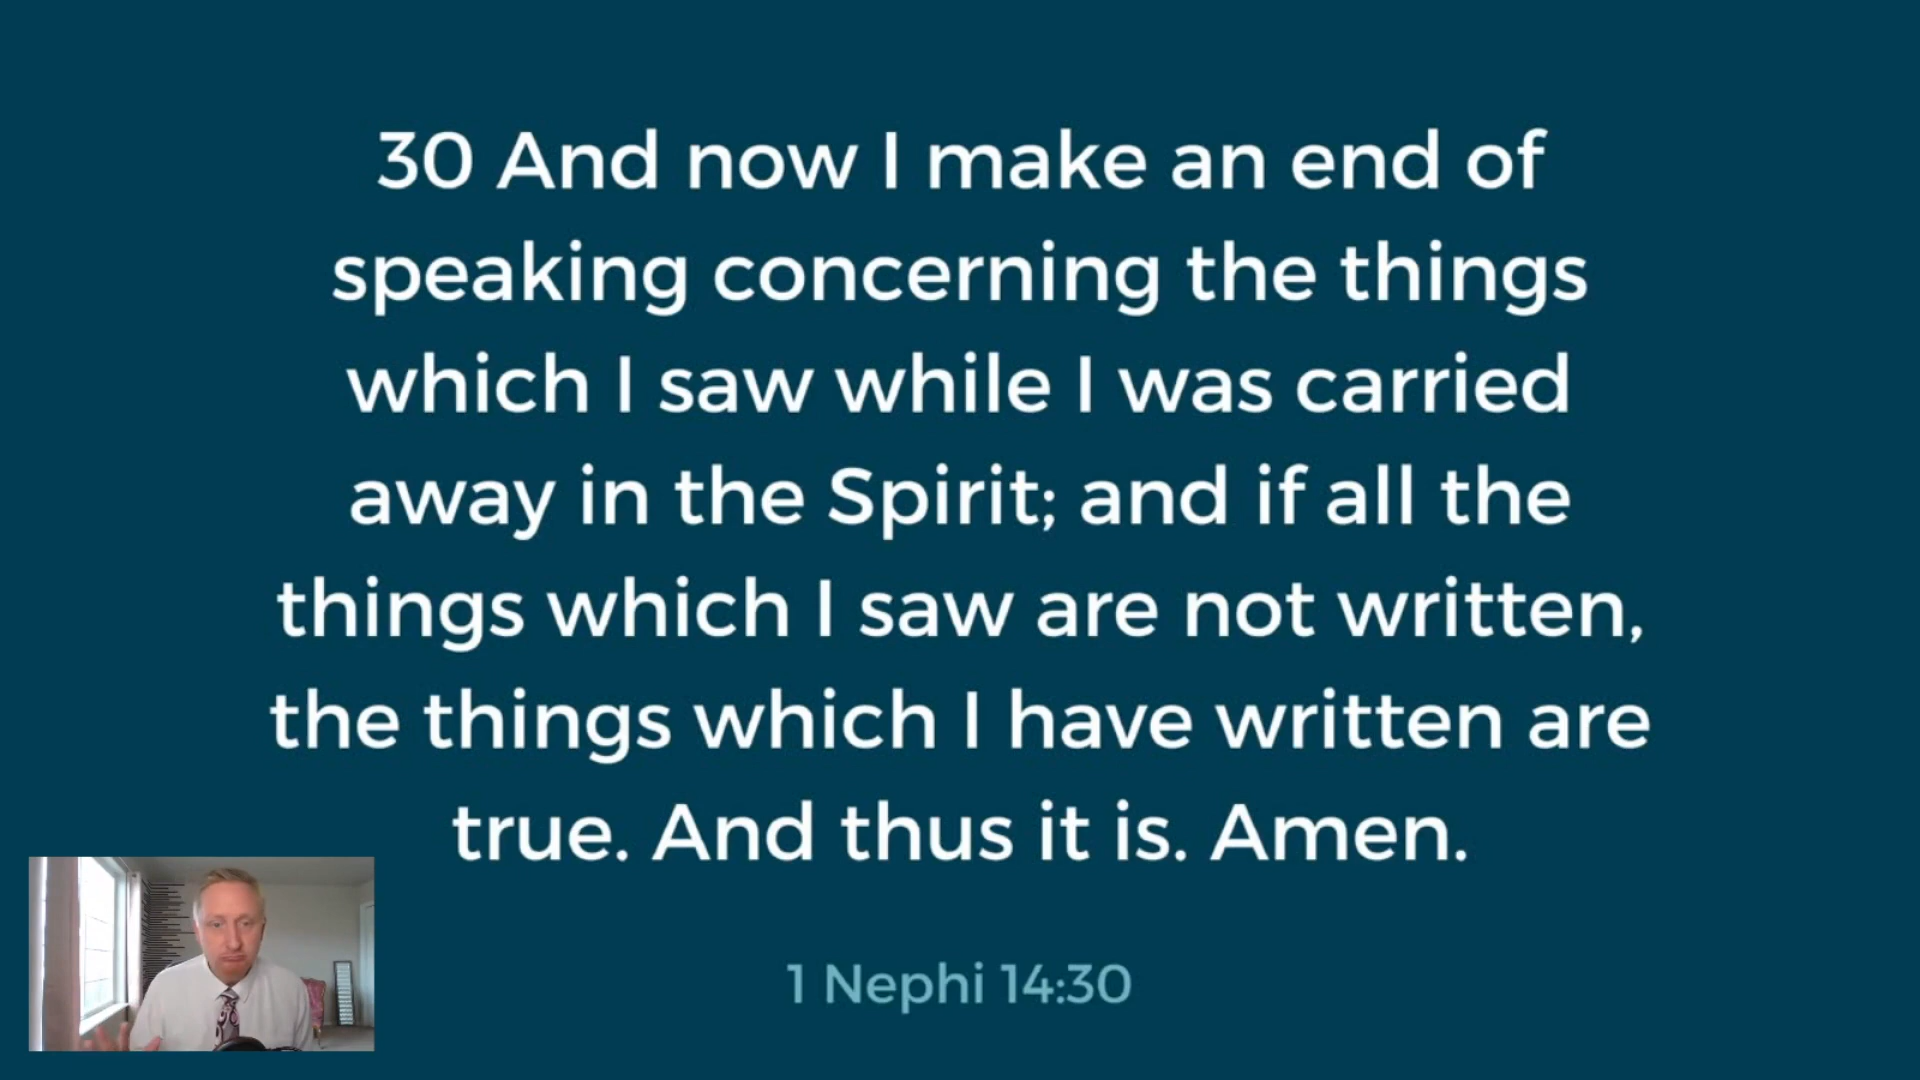 30 And now I make an end of
speaking concerning the things
which I saw while I was carried
away in the Spirit; and if all the
things which I saw are not written,
the things which I have written are
true. And thus it is. Amen.
1 Nephi 14:30